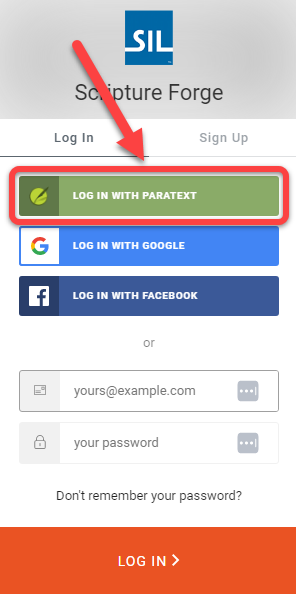 SIL
Scripture Forge
Log In Sign Up
LOG IN WITH PARATEXT
LOG IN WITH GOOGLE
LOG IN WITH FACEBOOK
or
yours@example.com
your password
Don't remember your password?
LOG IN